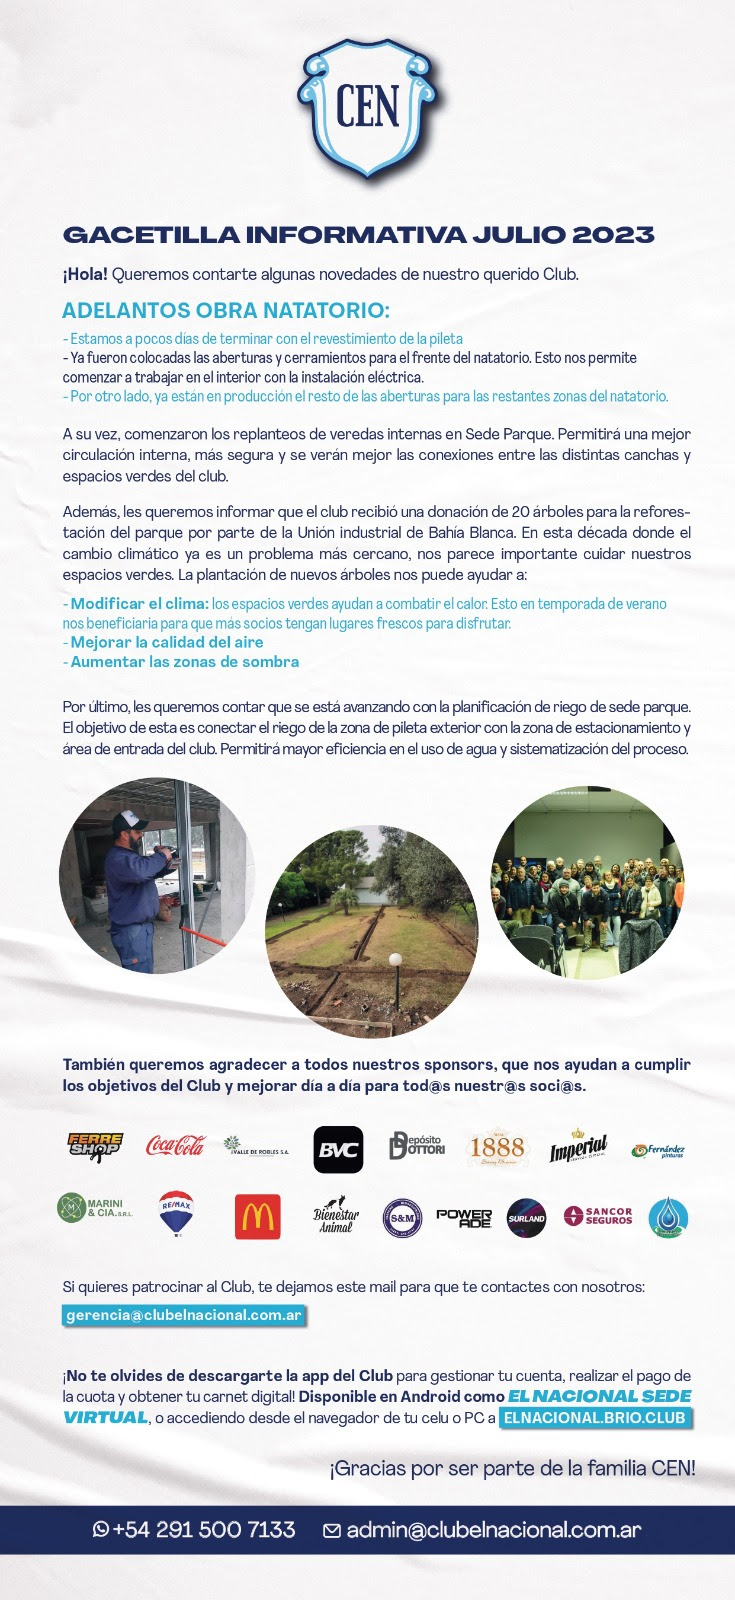 CEN
GACETILLA INFORMATIVA JULIO 2023
¡Hola! Queremos contarte algunas novedades de nuestro querido Club.
ADELANTOS OBRA NATATORIO:
- Estamos a pocos días de terminar con el revestimiento de la pileta
- Ya fueron colocadas las aberturas y cerramientos para el frente del natatorio. Esto nos permite
comenzar a trabajar en el interior con la instalación eléctrica.
- Por otro lado, ya están en producción el resto de las aberturas para las restantes zonas del natatorio.
A su vez, comenzaron los replanteos de veredas internas en Sede Parque. Permitirá una mejor
circulación interna, más segura y se verán mejor las conexiones entre las distintas canchas y
espacios verdes del club.
Además, les queremos informar que el club recibió una donación de 20 árboles para la refores-
tación del parque por parte de la Unión industrial de Bahía Blanca. En esta década donde el
cambio climático ya es un problema más cercano, nos parece importante cuidar nuestros
espacios verdes. La plantación de nuevos árboles nos puede ayudar a:
- Modificar el clima: los espacios verdes ayudan a combatir el calor. Esto en temporada de verano
nos beneficiaria para que más socios tengan lugares frescos para disfrutar.
- Mejorar la calidad del aire
- Aumentar las zonas de sombra
Por último, les queremos contar que se está avanzando con la planificación de riego de sede parque.
El objetivo de esta es conectar el riego de la zona de pileta exterior con la zona de estacionamiento y
área de entrada del club. Permitirá mayor eficiencia en el uso de agua y sistematización del proceso.
También queremos agradecer a todos nuestros sponsors, que nos ayudan a cumplir
los objetivos del Club y mejorar día a día para tod@s nuestr@s soci@s.
FERRE SHOP
Coca-Cola
VALLE DE ROBLES S.A.
BVC
Depósito DOTTORI
1888
Imperial
Fernández pinturas
MARINI & CIA. S.R.L.
RE/MAX
Bienestar Animal
S&M
POWERADE
SURLAND
SANCOR SEGUROS
Si quieres patrocinar al Club, te dejamos este mail para que te contactes con nosotros:
gerencia@clubelnacional.com.ar
¡No te olvides de descargarte la app del Club para gestionar tu cuenta, realizar el pago de
la cuota y obtener tu carnet digital! Disponible en Android como EL NACIONAL SEDE
VIRTUAL, o accediendo desde el navegador de tu celu o PC a ELNACIONAL.BRIO.CLUB
¡Gracias por ser parte de la familia CEN!
+54 291 500 7133 admin@clubelnacional.com.ar